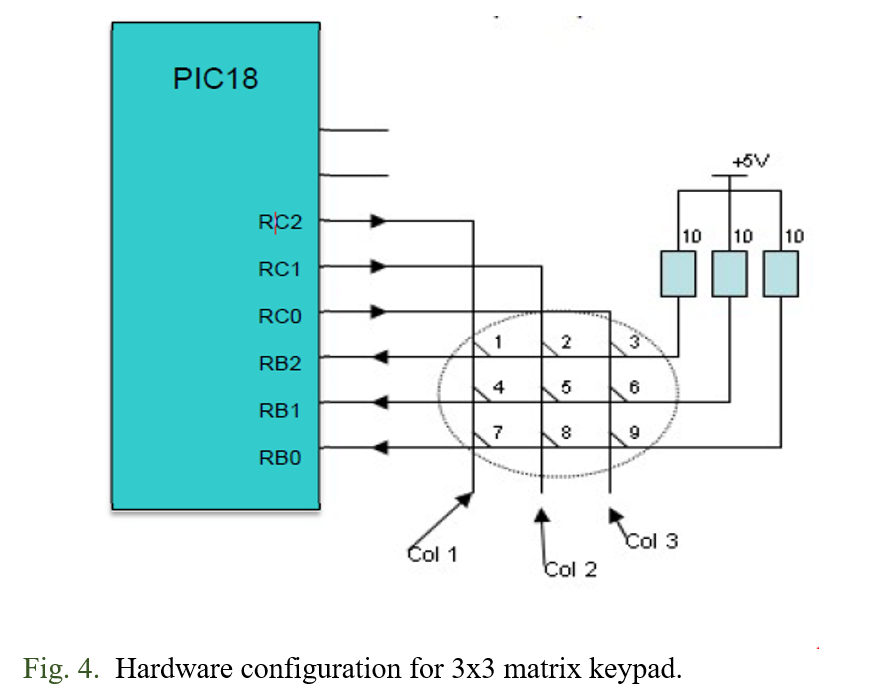 PIC18
+5V
10 10 10
RC2
RC1
RC0
RB2
RB1
RB0
1 2 3
4 5 6
7 8 9
Col 1
Col 2
Col 3
Fig. 4. Hardware configuration for 3x3 matrix keypad.